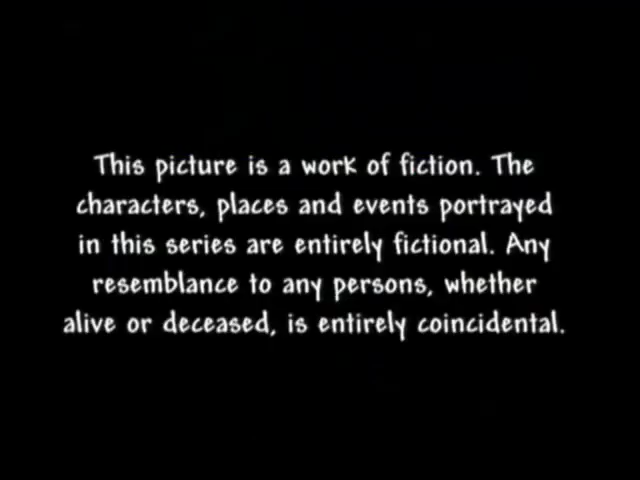 This picture is a work of fiction. The
characters, places and events portrayed
in this series are entirely fictional. Any
resemblance to any persons, whether
alive or deceased, is entirely coincidental.